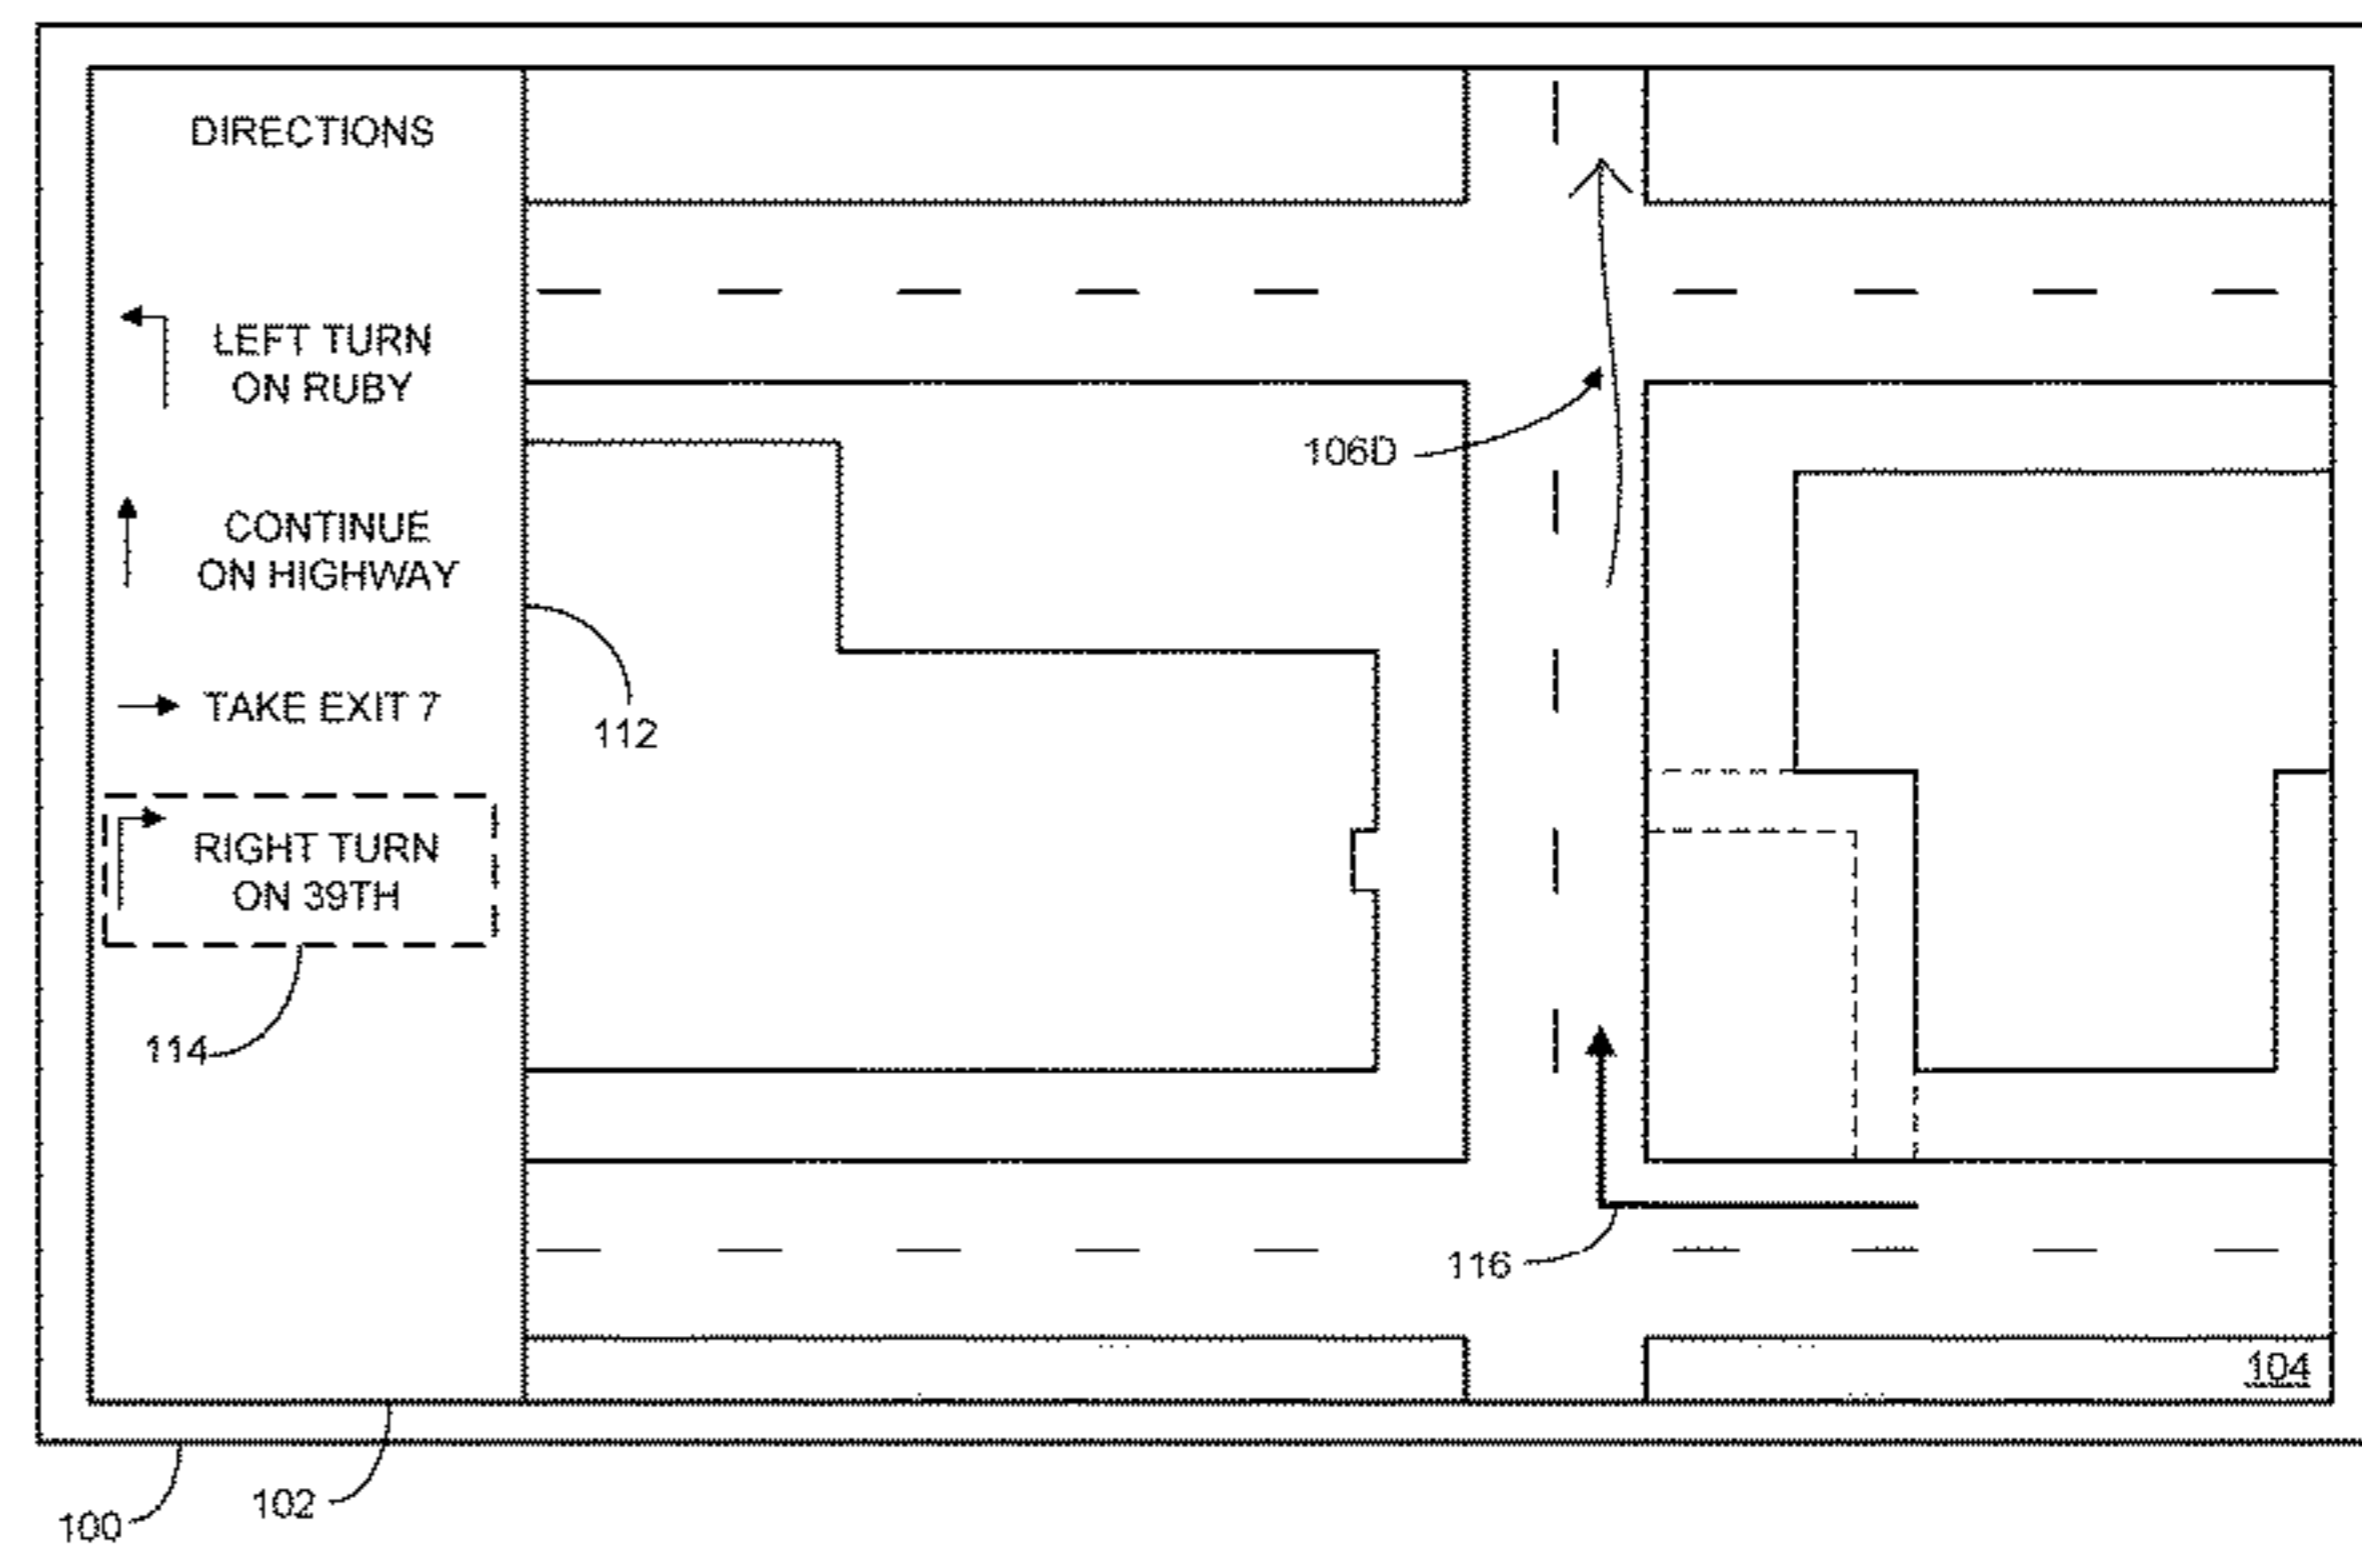 DIRECTIONS
LEFT TURN
ON RUBY
CONTINUE
ON HIGHWAY
TAKE EXIT 7
RIGHT TURN
ON 39TH
106D
112
114
116
104
102
100